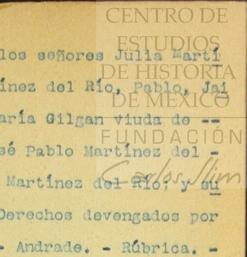 CENTRO DE
ESTUDIOS
DE HISTORIA
DE MÉXICO
FUNDACIÓN
Carlos Slim
los señores Julia Martí
ínez del Río, Pablo, Jai
aría Gilgan viuda de --
sé Pablo Martínez del -
Martínez del Río; y su
Derechos devengados por
- Andrade. - Rúbrica. -